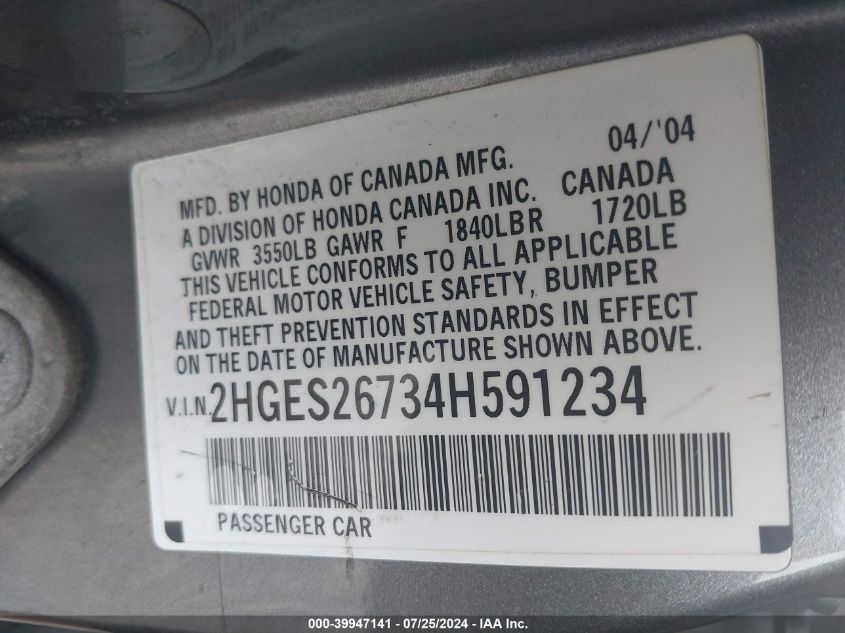 04/'04
MFD. BY HONDA OF CANADA MFG.
A DIVISION OF HONDA CANADA INC. CANADA
GVWR 3550LB GAWR F 1840LB R 1720LB
THIS VEHICLE CONFORMS TO ALL APPLICABLE
FEDERAL MOTOR VEHICLE SAFETY, BUMPER
AND THEFT PREVENTION STANDARDS IN EFFECT
ON THE DATE OF MANUFACTURE SHOWN ABOVE.
V.I.N. 2HGES26734H591234
PASSENGER CAR
000-39947141 - 07/25/2024 - IAA Inc.